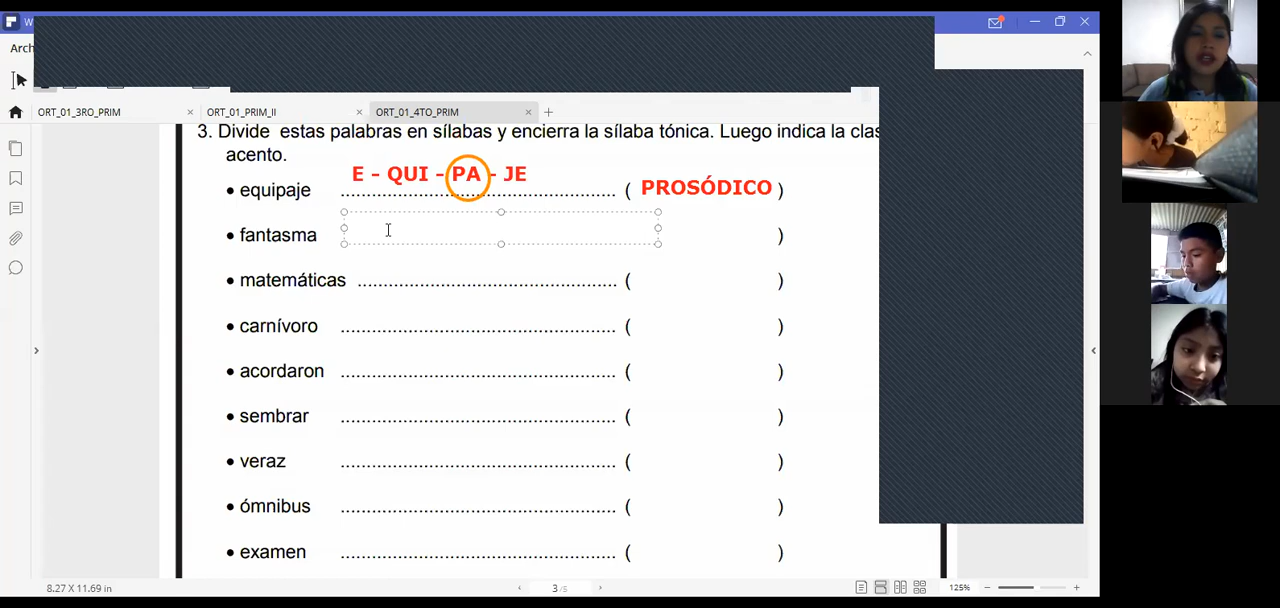 W
Arch
ORT_01_3RO_PRIM × ORT_01_PRIM_II × ORT_01_4TO_PRIM × +
3. Divide estas palabras en sílabas y encierra la sílaba tónica. Luego indica la clas
acento.
E - QUI - PA - JE
• equipaje ..................................................... ( PROSÓDICO )
• fantasma )
• matemáticas .................................................. ( )
• carnívoro ..................................................... ( )
• acordaron ..................................................... ( )
• sembrar ..................................................... ( )
• veraz ..................................................... ( )
• ómnibus ..................................................... ( )
• examen ..................................................... ( )
8.27 X 11.69 in ‹ 3 /5 › 125% − +